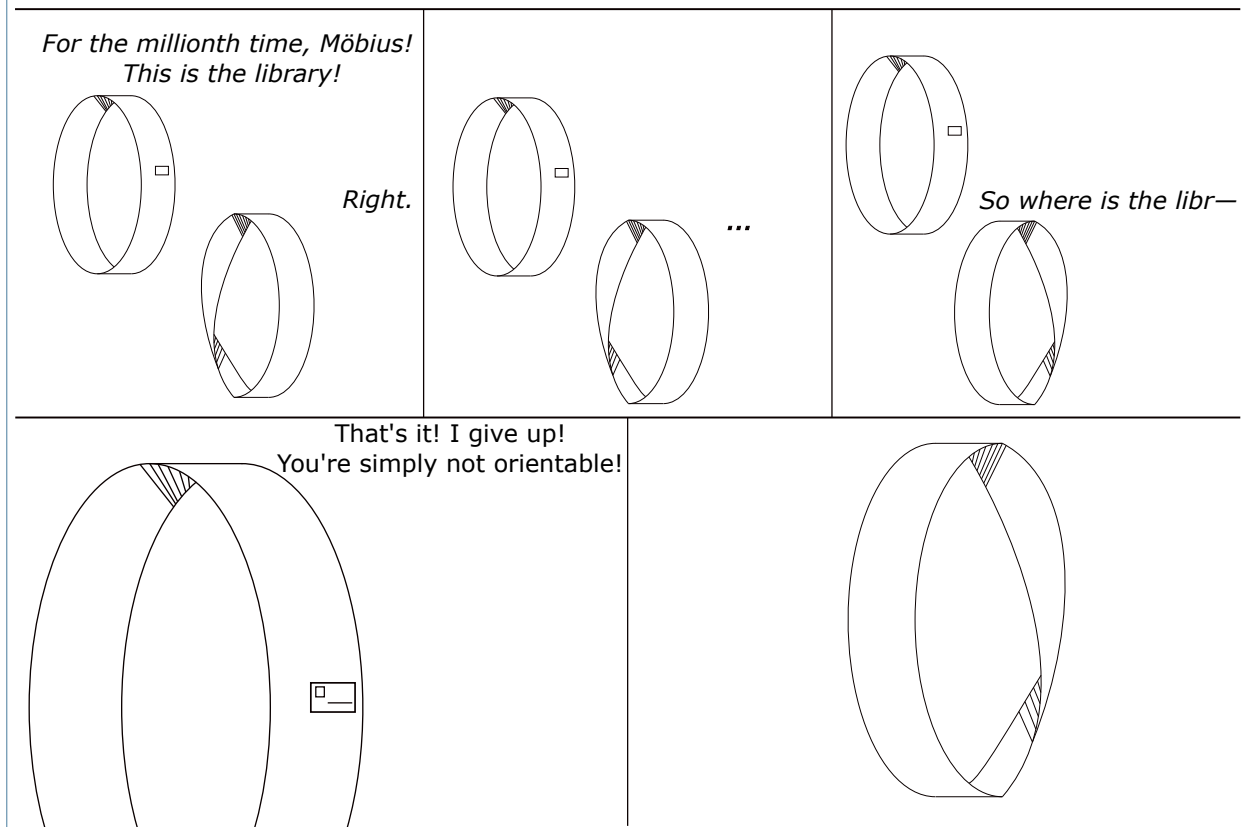 For the millionth time, Möbius!
This is the library!
Right.
...
So where is the libr—
That's it! I give up!
You're simply not orientable!